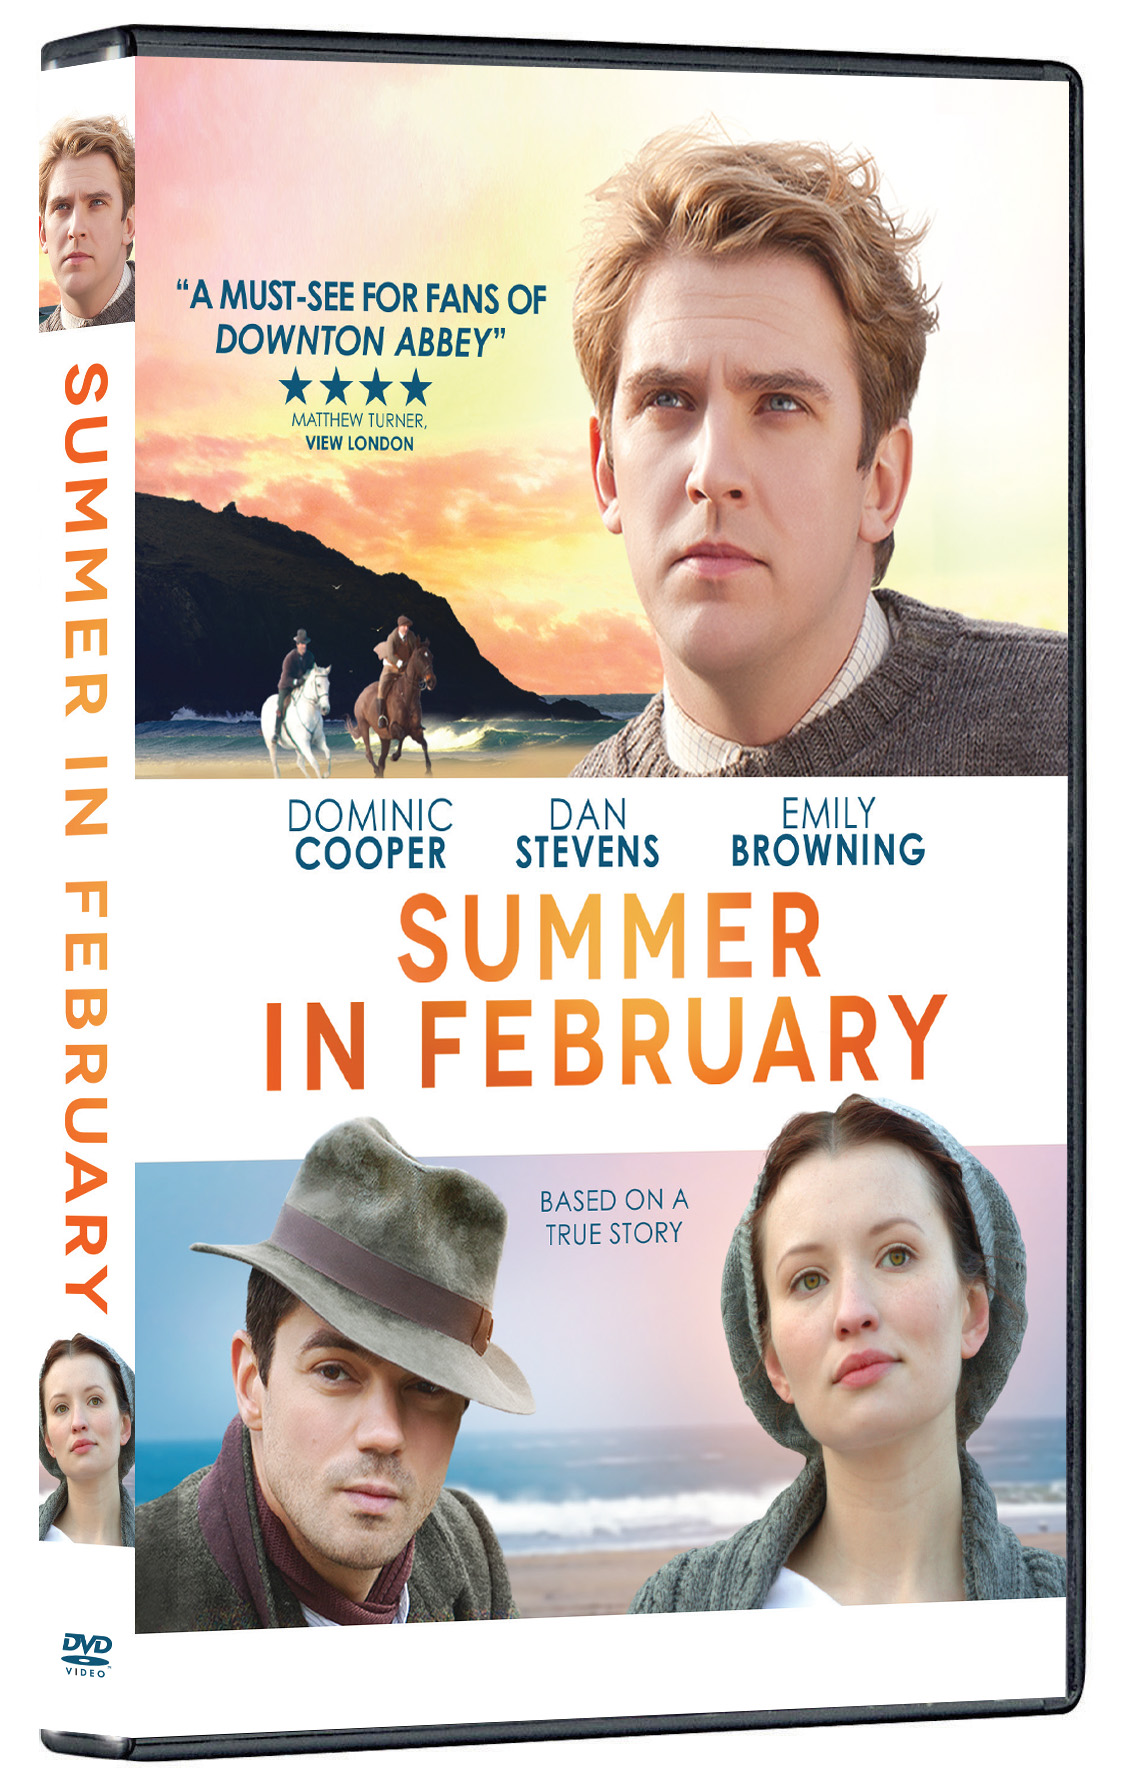 SUMMER IN FEBRUARY
DVD
VIDEO
“A MUST-SEE FOR FANS OF
DOWNTON ABBEY”
MATTHEW TURNER,
VIEW LONDON
DOMINIC
COOPER
DAN
STEVENS
EMILY
BROWNING
SUMMER
IN FEBRUARY
BASED ON A
TRUE STORY